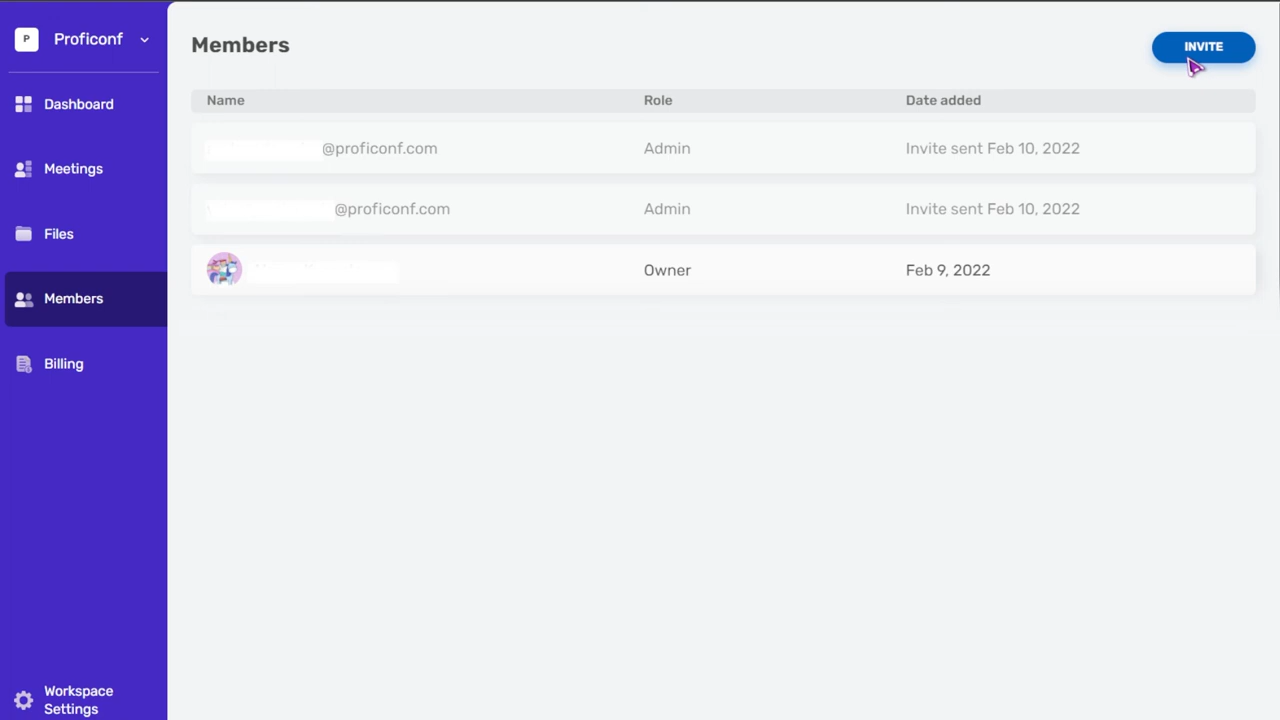 P
Proficonf
Dashboard
Meetings
Files
Members
Billing
Workspace
Settings
Members
INVITE
Name Role Date added
@proficonf.com Admin Invite sent Feb 10, 2022
@proficonf.com Admin Invite sent Feb 10, 2022
Owner Feb 9, 2022